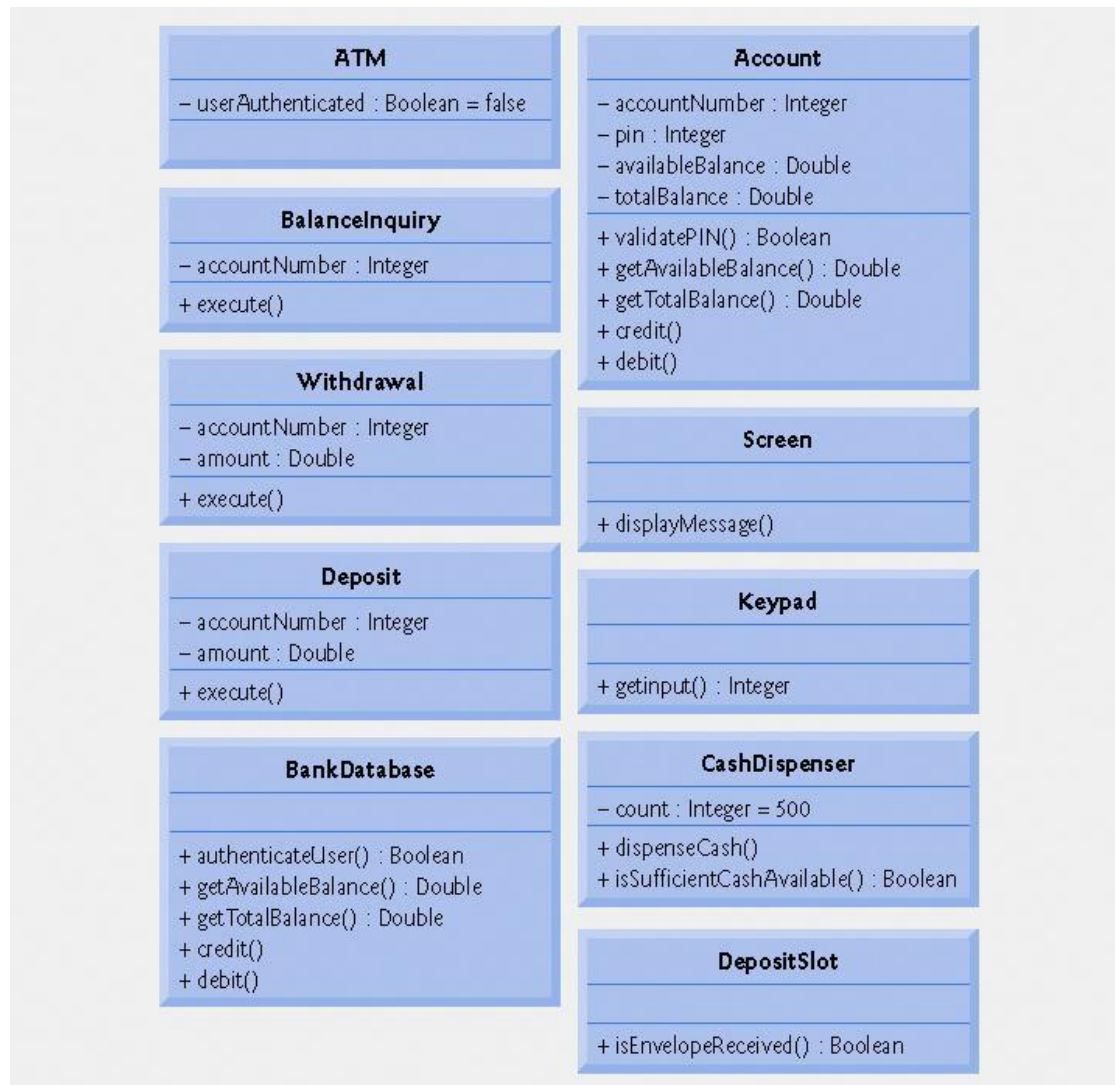 ATM
– userAuthenticated : Boolean = false
BalanceInquiry
– accountNumber : Integer
+ execute()
Withdrawal
– accountNumber : Integer
– amount : Double
+ execute()
Deposit
– accountNumber : Integer
– amount : Double
+ execute()
BankDatabase
+ authenticateUser() : Boolean
+ getAvailableBalance() : Double
+ getTotalBalance() : Double
+ credit()
+ debit()
Account
– accountNumber : Integer
– pin : Integer
– availableBalance : Double
– totalBalance : Double
+ validatePIN() : Boolean
+ getAvailableBalance() : Double
+ getTotalBalance() : Double
+ credit()
+ debit()
Screen
+ displayMessage()
Keypad
+ getinput() : Integer
CashDispenser
– count : Integer = 500
+ dispenseCash()
+ isSufficientCashAvailable() : Boolean
DepositSlot
+ isEnvelopeReceived() : Boolean